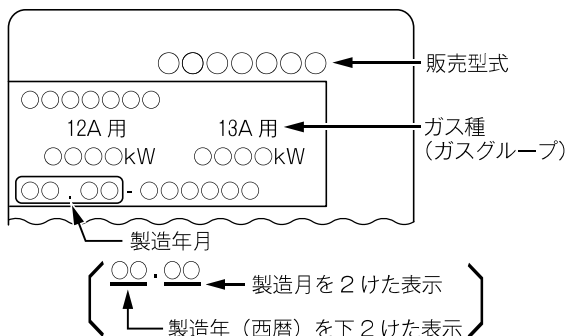 ○○○○○○○ 販売型式
○○○○○○○
12A 用 13A 用 ガス種
(ガスグループ)
○○○○kW ○○○○kW
○○.○○-○○○○○○
製造年月
○○.○○ 製造月を2けた表示
製造年（西暦）を下2けた表示